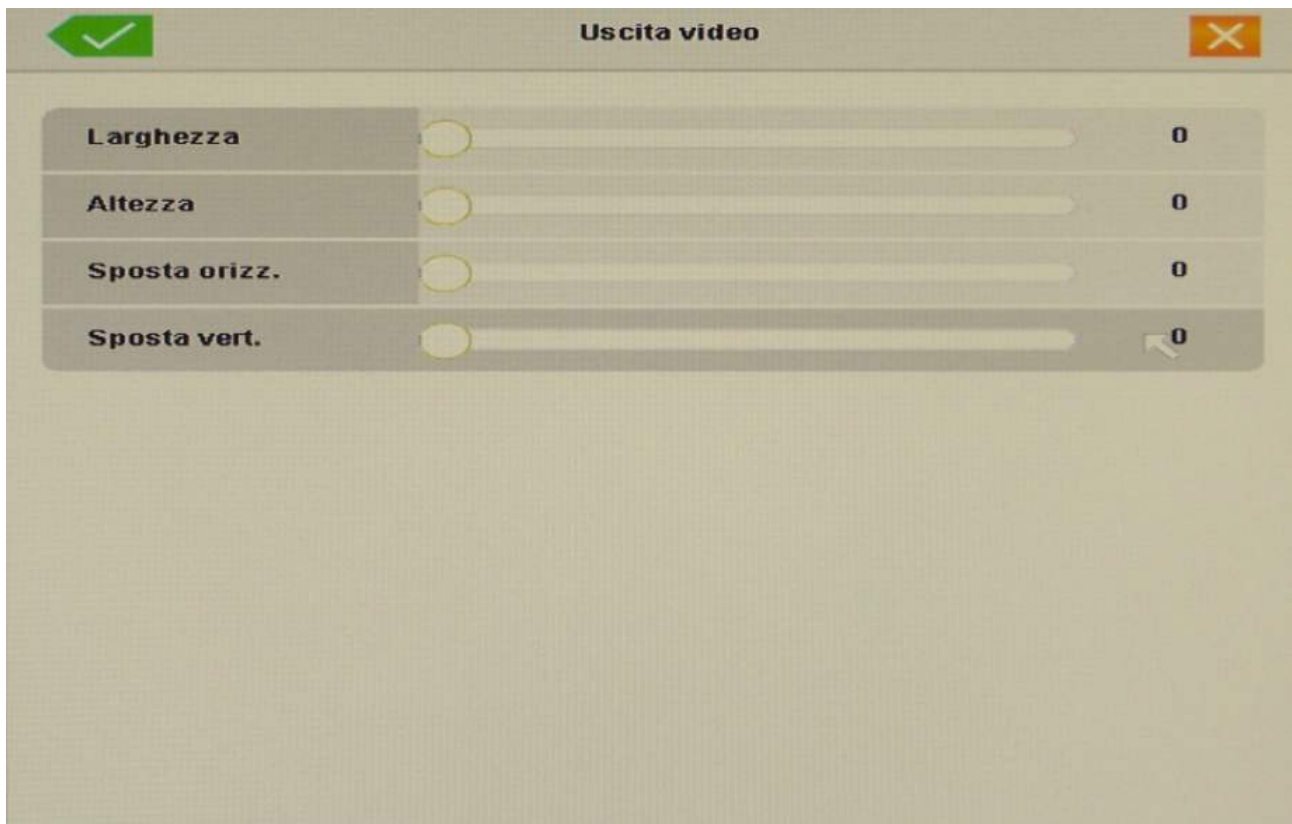 Uscita video
Larghezza 0
Altezza 0
Sposta orizz. 0
Sposta vert. 0